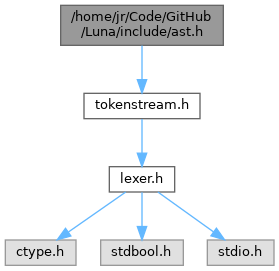 /home/jr/Code/GitHub
/Luna/include/ast.h
tokenstream.h
lexer.h
ctype.h
stdbool.h
stdio.h